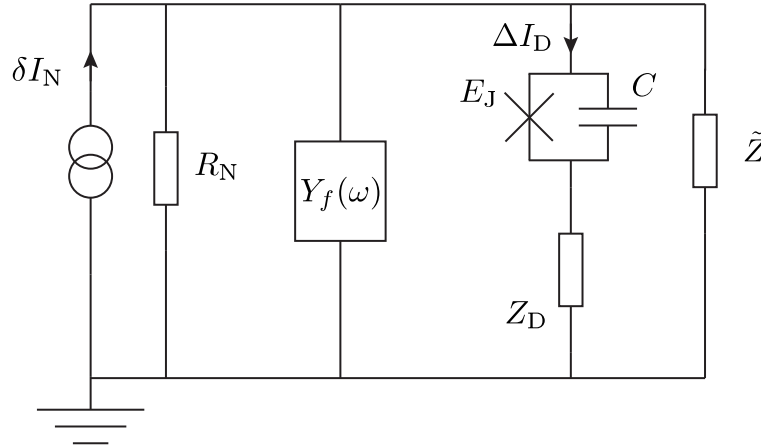 ΔI_D
δI_N
E_J
C
R_N
Y_f(ω)
Z̃
Z_D